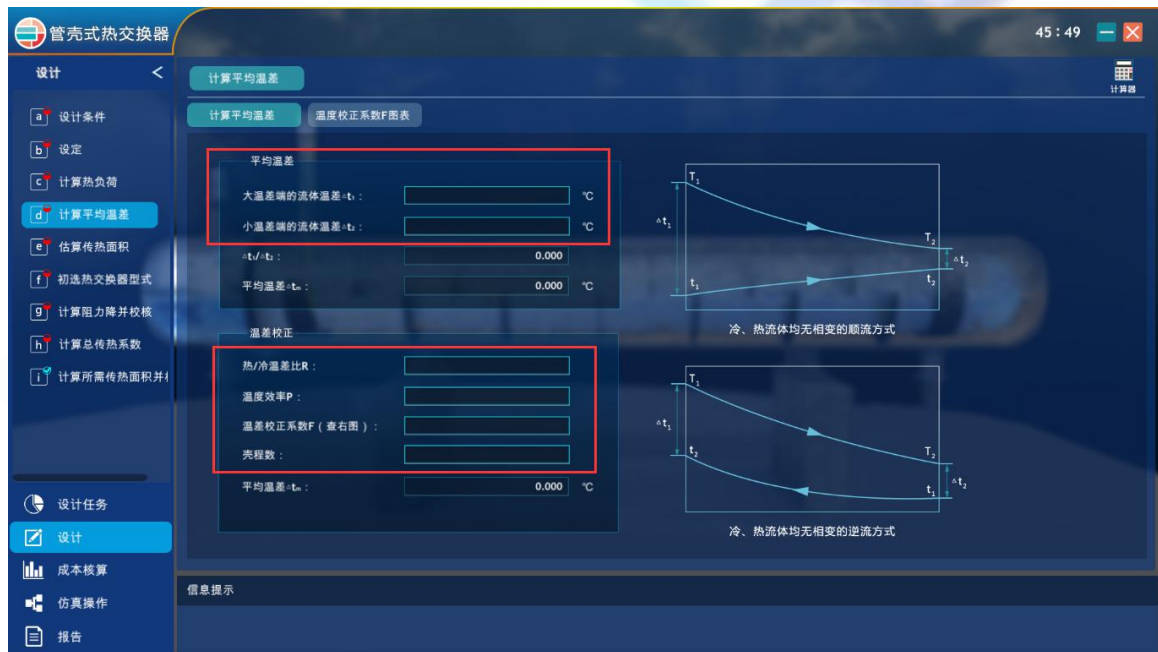 管壳式热交换器
45：49
设计 <
计算平均温差
计算器
a 设计条件
b 设定
c 计算热负荷
d 计算平均温差
e 估算传热面积
f 初选热交换器型式
g 计算阻力降并校核
h 计算总传热系数
i 计算所需传热面积并
设计任务
设计
成本核算
仿真操作
报告
计算平均温差 温度校正系数F图表
平均温差
大温差端的流体温差△t₁： ℃
小温差端的流体温差△t₂： ℃
△t₁/△t₂： 0.000
平均温差△tₘ： 0.000 ℃
温差校正
热/冷温差比R：
温度效率P：
温差校正系数F（查右图）：
壳程数：
平均温差△tₘ： 0.000 ℃
T₁
△t₁
T₂
△t₂
t₁
t₂
冷、热流体均无相变的顺流方式
T₁
△t₁
t₂
T₂
△t₂
t₁
冷、热流体均无相变的逆流方式
信息提示